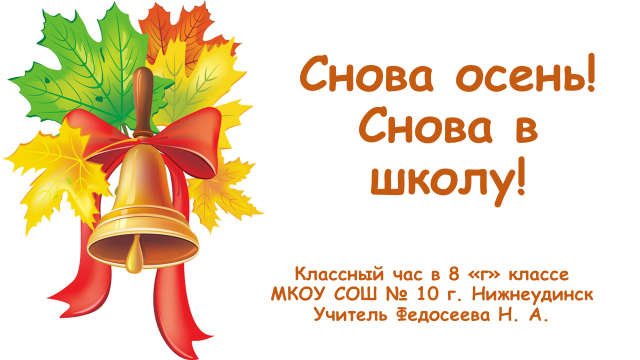 Снова осень!
Снова в
школу!
Классный час в 8 «г» классе
МКОУ СОШ № 10 г. Нижнеудинск
Учитель Федосеева Н. А.